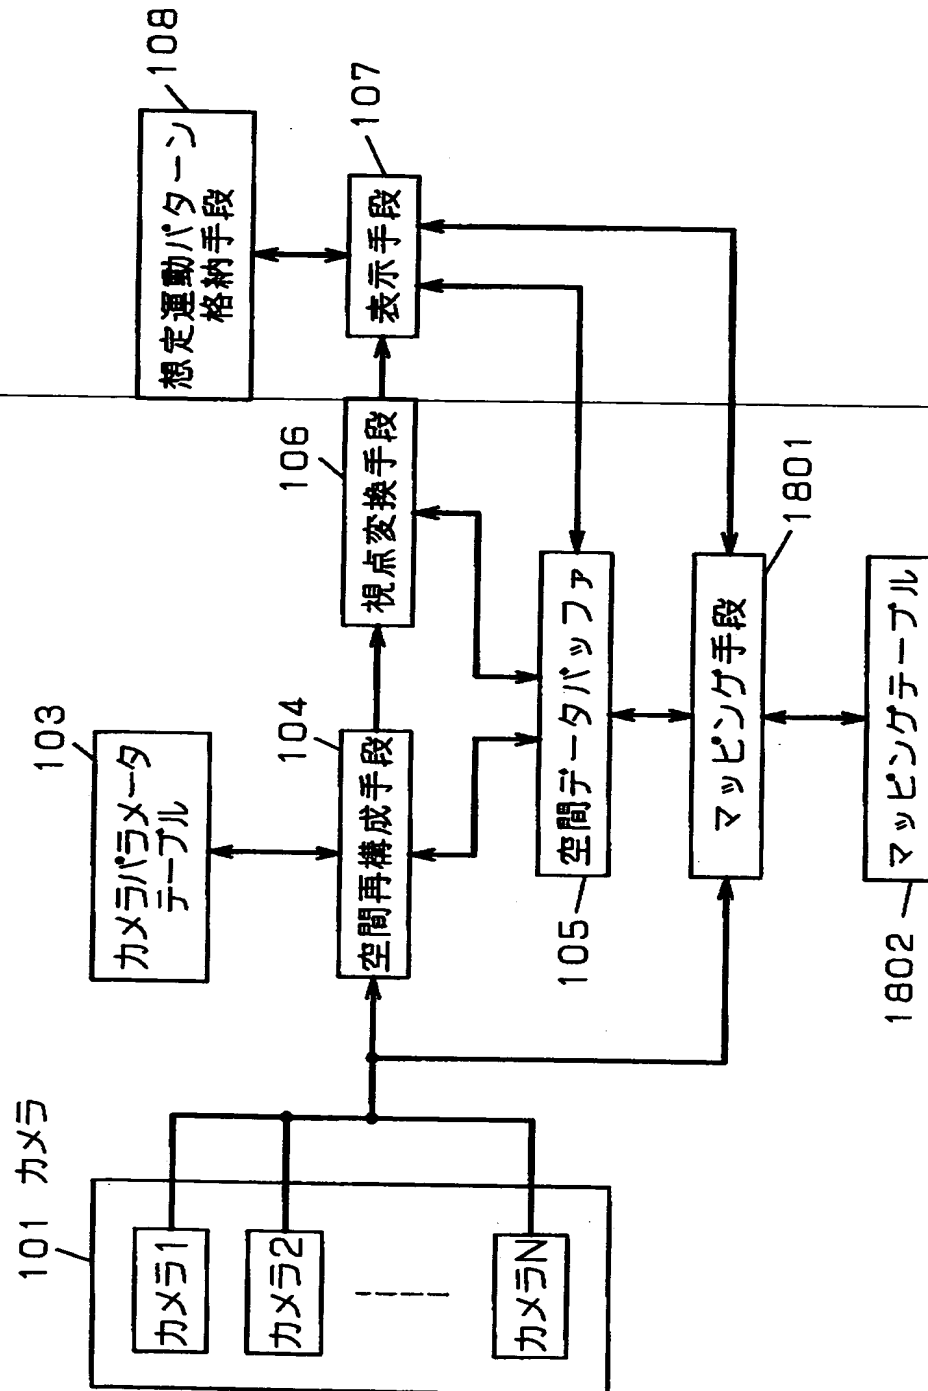 101 カメラ
カメラ1
カメラ2
カメラN
103
カメラパラメータ
テーブル
104
空間再構成手段
106
視点変換手段
107
表示手段
108
想定運動パターン
格納手段
105
空間データバッファ
1801
マッピング手段
1802
マッピングテーブル